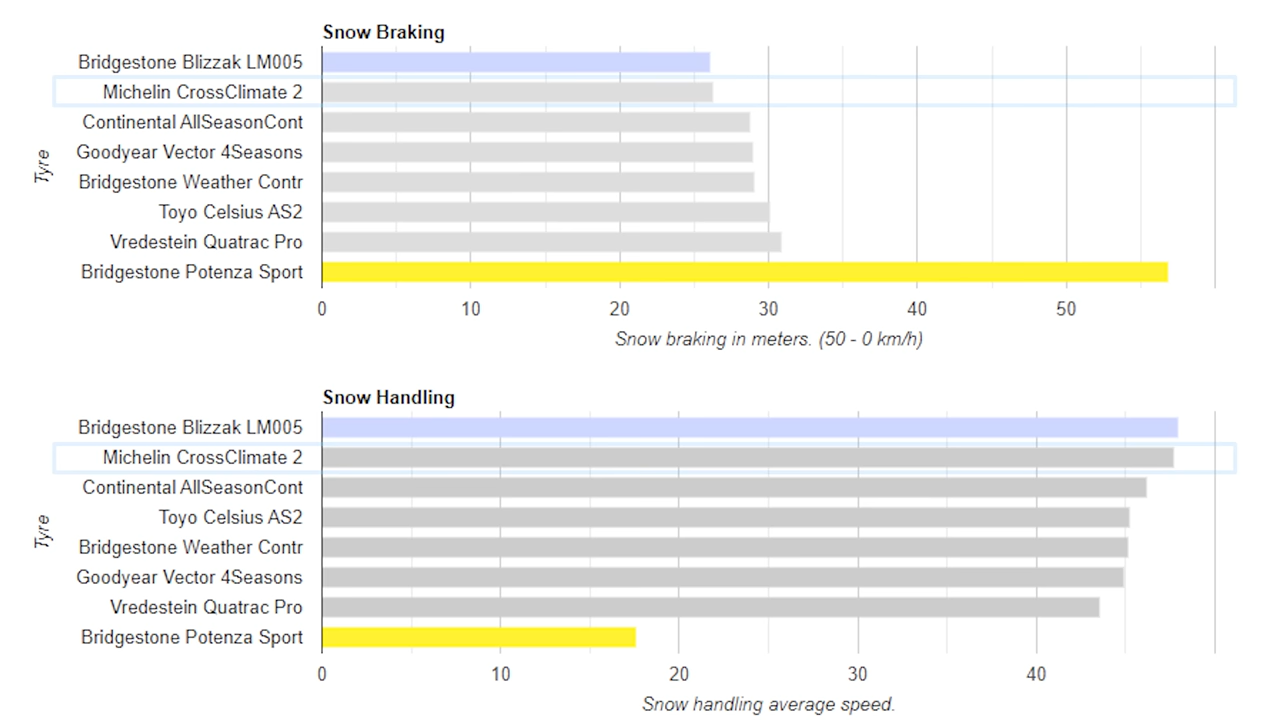 Snow Braking
Bridgestone Blizzak LM005
Michelin CrossClimate 2
Continental AllSeasonCont
Goodyear Vector 4Seasons
Bridgestone Weather Contr
Toyo Celsius AS2
Vredestein Quatrac Pro
Bridgestone Potenza Sport
Tyre
0 10 20 30 40 50
Snow braking in meters. (50 - 0 km/h)
Snow Handling
Bridgestone Blizzak LM005
Michelin CrossClimate 2
Continental AllSeasonCont
Toyo Celsius AS2
Bridgestone Weather Contr
Goodyear Vector 4Seasons
Vredestein Quatrac Pro
Bridgestone Potenza Sport
Tyre
0 10 20 30 40
Snow handling average speed.